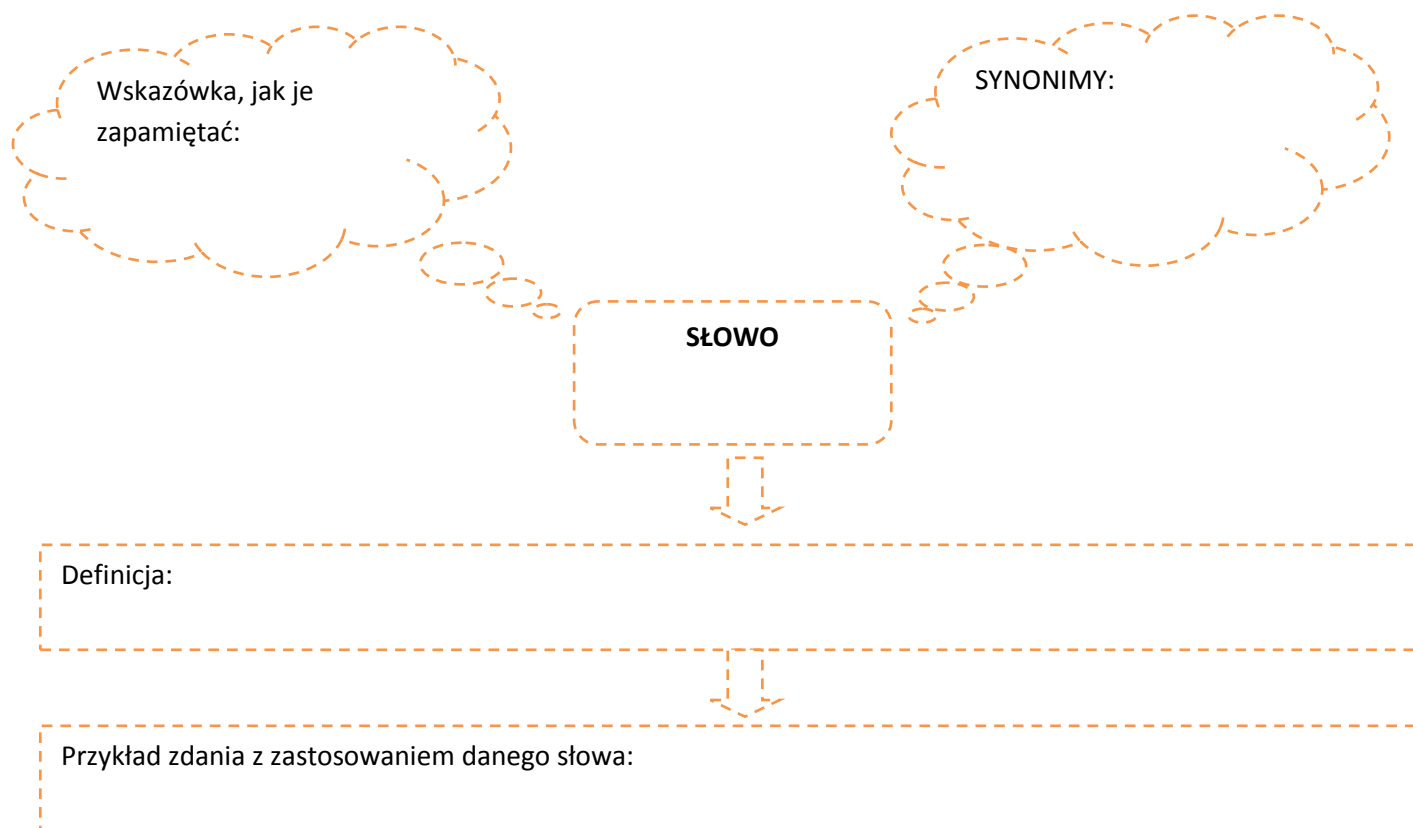 Wskazówka, jak je
zapamiętać:
SYNONIMY:
SŁOWO
Definicja:
Przykład zdania z zastosowaniem danego słowa: